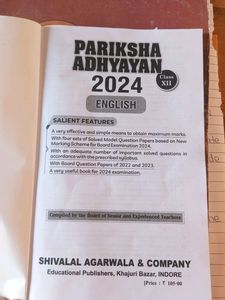 PARIKSHA
ADHYAYAN
2024
Class
XII
ENGLISH
SALIENT FEATURES
A very effective and simple means to obtain maximum marks.
With four sets of Solved Model Question Papers based on New
Marking Scheme for Board Examination 2024.
With an adequate number of important solved questions in
accordance with the prescribed syllabus.
With Board Question Papers of 2022 and 2023.
A very useful book for 2024 examination.
Compiled by the Board of Senior and Experienced Teachers
SHIVALAL AGARWALA & COMPANY
Educational Publishers, Khajuri Bazar, INDORE
[Price : ₹ 105·00